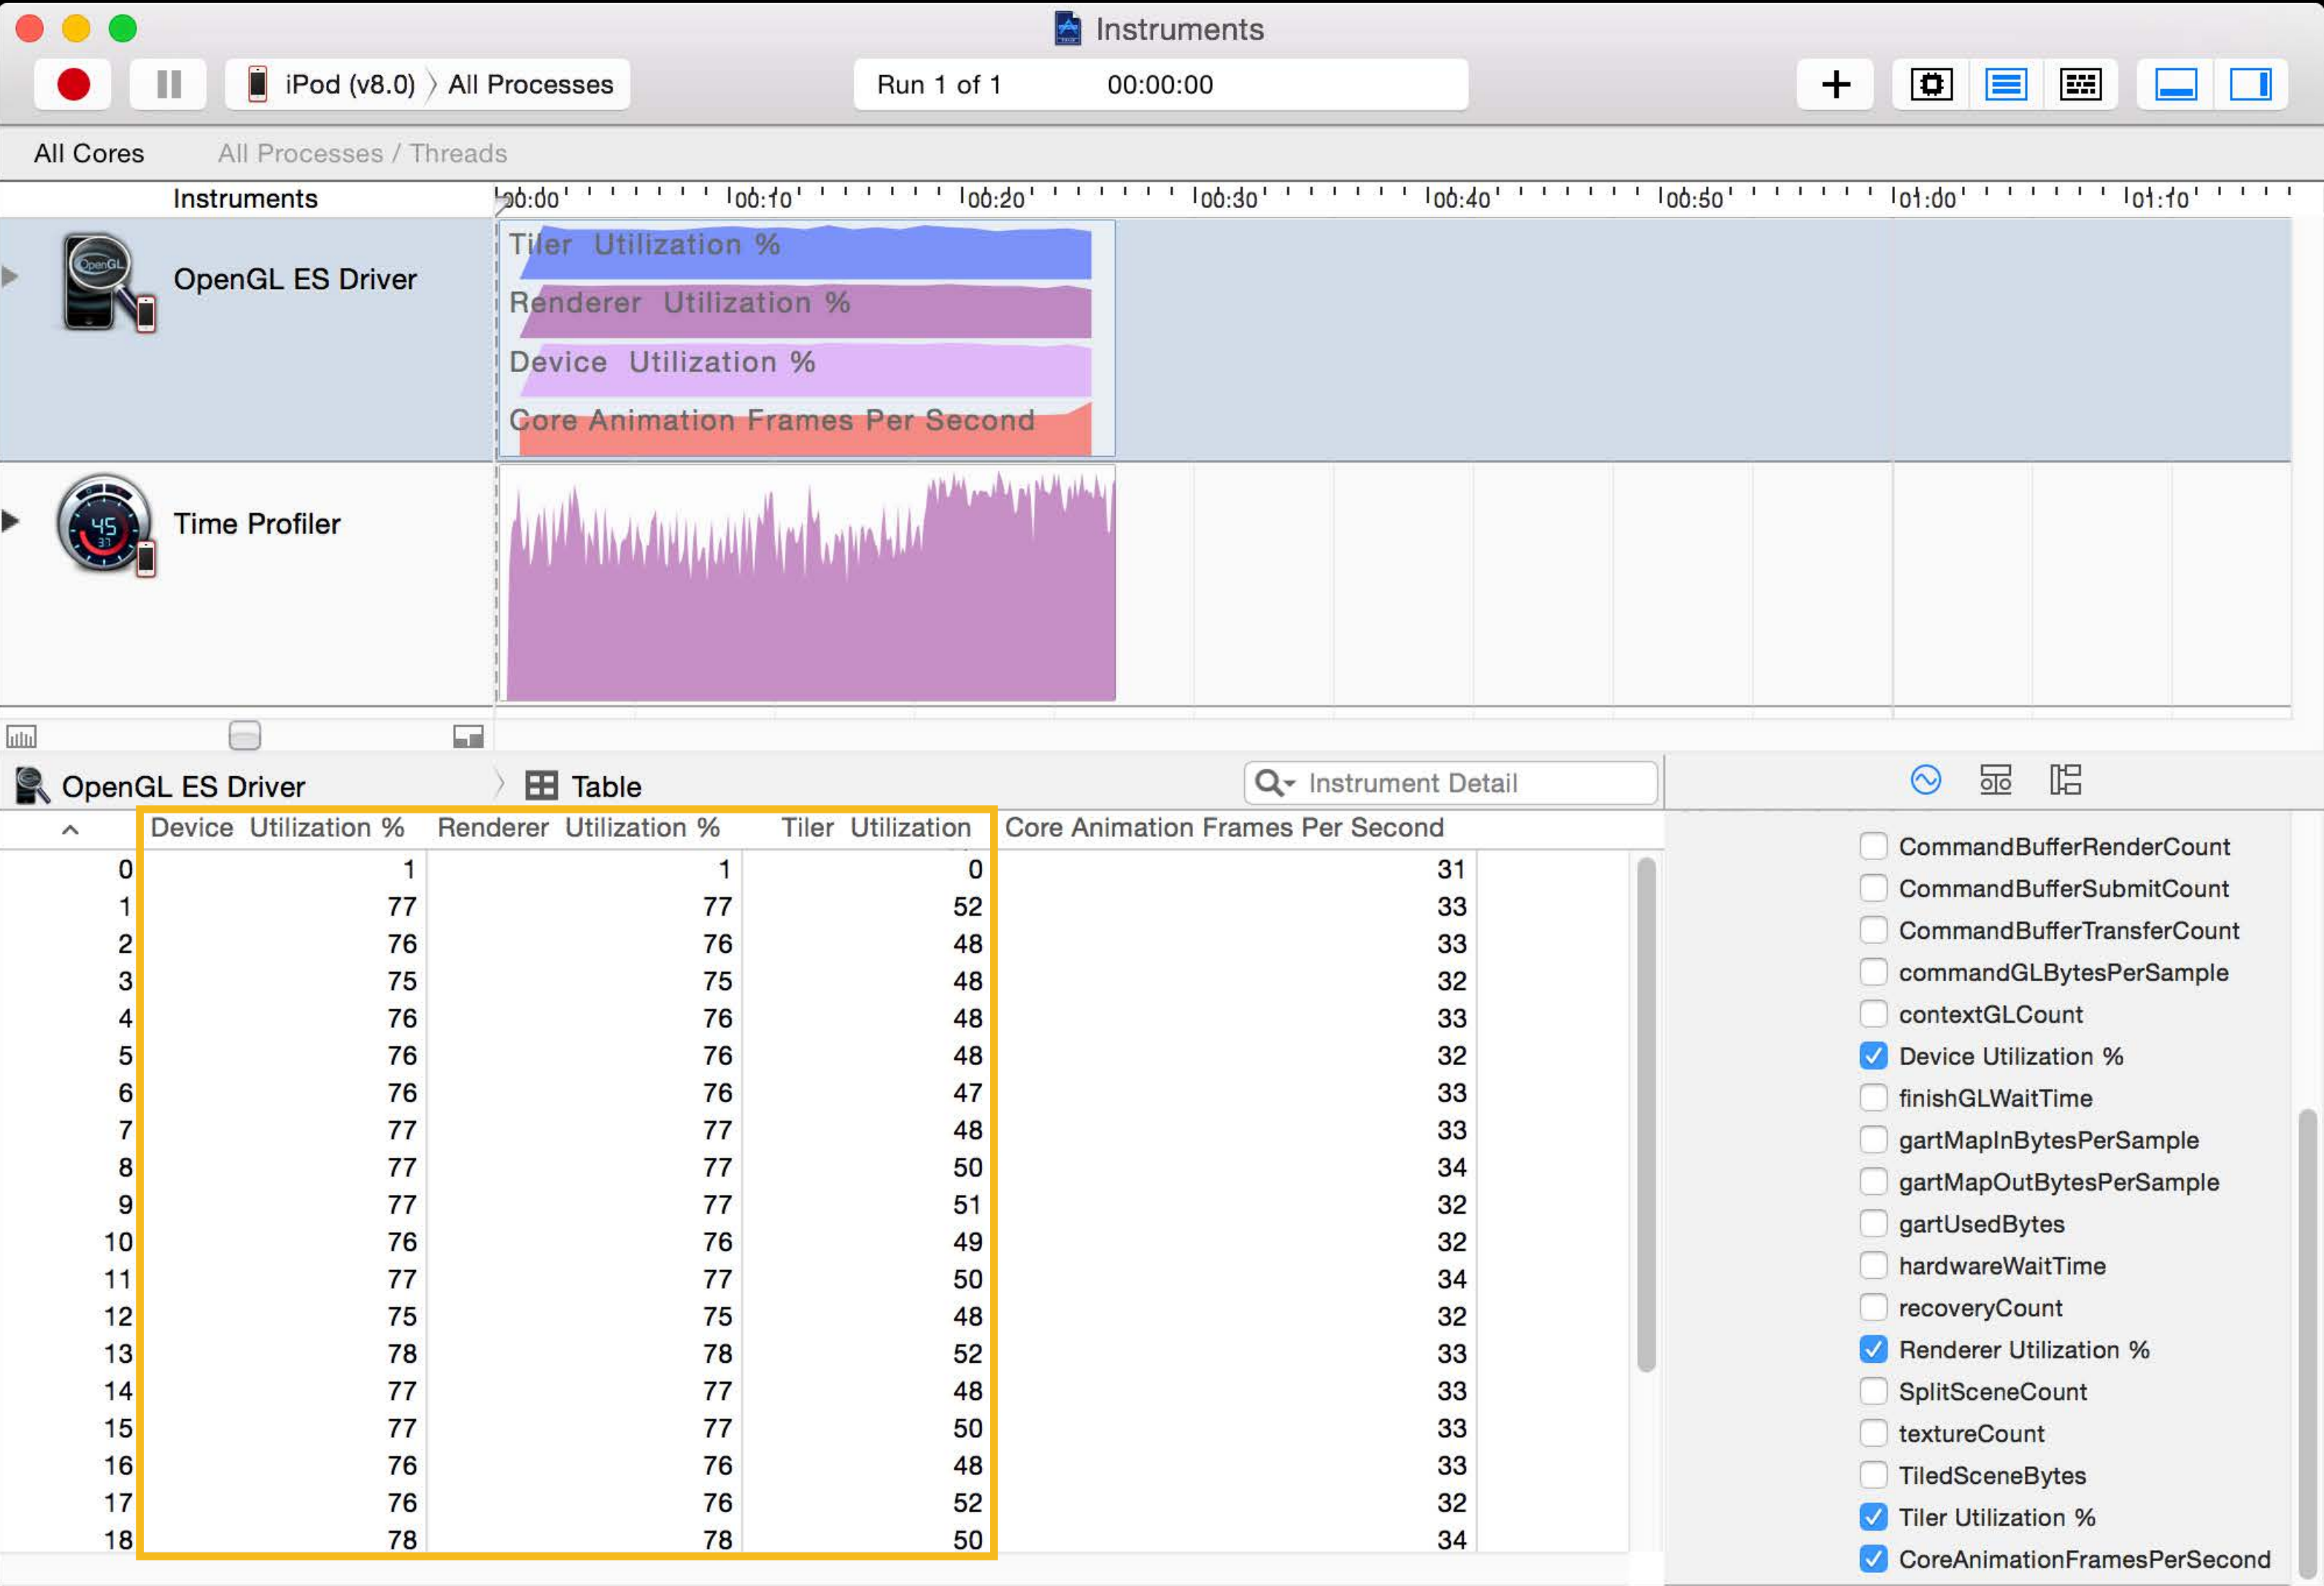 Instruments
iPod (v8.0) 〉 All Processes
Run 1 of 1 00:00:00
All Cores All Processes / Threads
Instruments 00:00 00:10 00:20 00:30 00:40 00:50 01:00 01:10
OpenGL
OpenGL ES Driver
Tiler Utilization %
Renderer Utilization %
Device Utilization %
Core Animation Frames Per Second
45
37
Time Profiler
OpenGL ES Driver 〉 Table
Instrument Detail
Device Utilization % Renderer Utilization % Tiler Utilization Core Animation Frames Per Second
0 1 1 0 31
1 77 77 52 33
2 76 76 48 33
3 75 75 48 32
4 76 76 48 33
5 76 76 48 32
6 76 76 47 33
7 77 77 48 33
8 77 77 50 34
9 77 77 51 32
10 76 76 49 32
11 77 77 50 34
12 75 75 48 32
13 78 78 52 33
14 77 77 48 33
15 77 77 50 33
16 76 76 48 33
17 76 76 52 32
18 78 78 50 34
CommandBufferRenderCount
CommandBufferSubmitCount
CommandBufferTransferCount
commandGLBytesPerSample
contextGLCount
Device Utilization %
finishGLWaitTime
gartMapInBytesPerSample
gartMapOutBytesPerSample
gartUsedBytes
hardwareWaitTime
recoveryCount
Renderer Utilization %
SplitSceneCount
textureCount
TiledSceneBytes
Tiler Utilization %
CoreAnimationFramesPerSecond